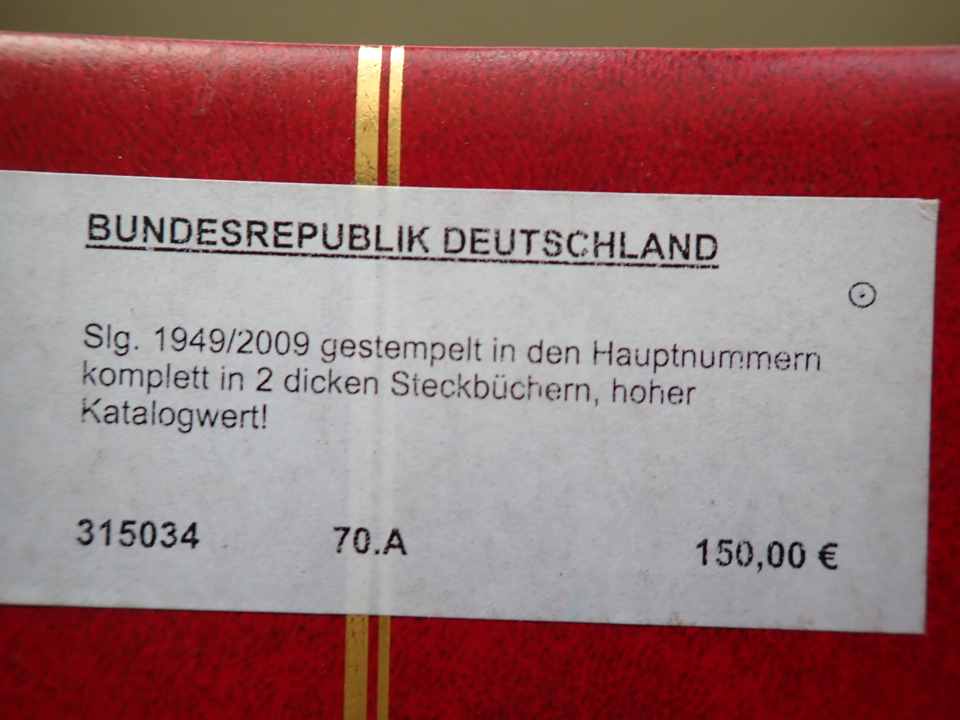 BUNDESREPUBLIK DEUTSCHLAND
Slg. 1949/2009 gestempelt in den Hauptnummern
komplett in 2 dicken Steckbüchern, hoher
Katalogwert!
315034 70.A 150,00 €